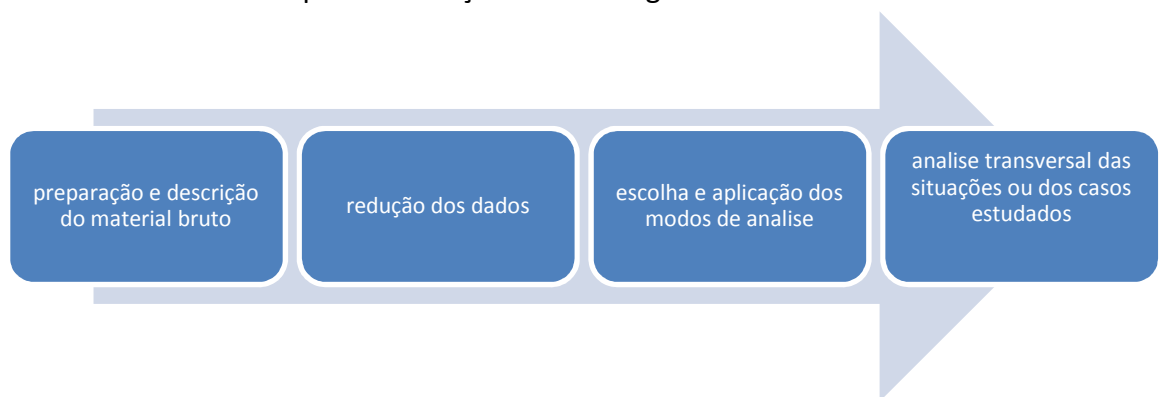 preparação e descrição
do material bruto
redução dos dados
escolha e aplicação dos
modos de analise
analise transversal das
situações ou dos casos
estudados